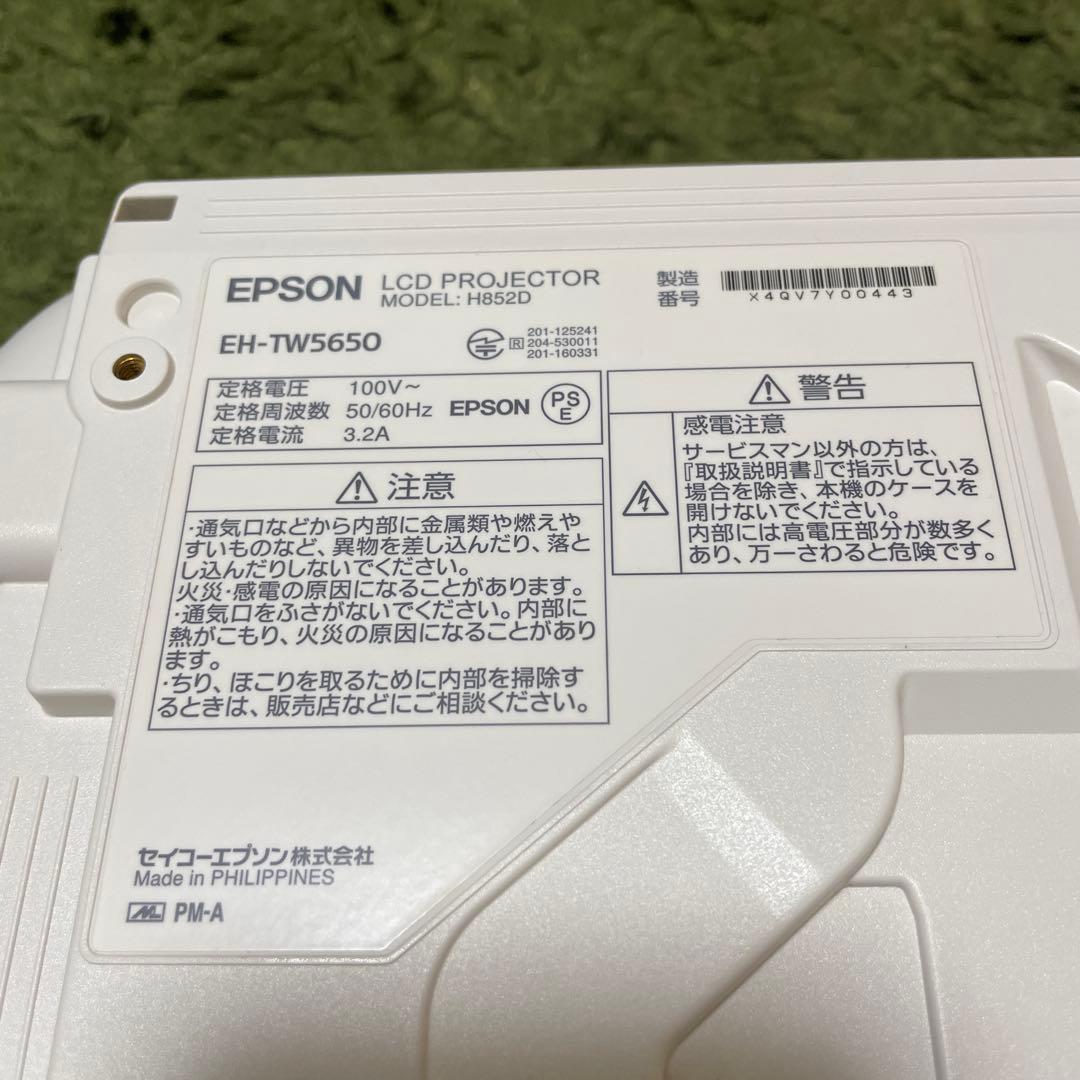 EPSON LCD PROJECTOR
MODEL: H852D
製造
番号
X4QV7Y00443
EH-TW5650
R
201-125241
204-530011
201-160331
定格電圧 100V～
定格周波数 50/60Hz
定格電流 3.2A
EPSON
PS
E
警告
感電注意
サービスマン以外の方は、
『取扱説明書』で指示している
場合を除き、本機のケースを
開けないでください。
内部には高電圧部分が数多く
あり、万一さわると危険です。
注意
・通気口などから内部に金属類や燃えや
すいものなど、異物を差し込んだり、落と
し込んだりしないでください。
火災・感電の原因になることがあります。
・通気口をふさがないでください。内部に
熱がこもり、火災の原因になることがあり
ます。
・ちり、ほこりを取るために内部を掃除す
るときは、販売店などにご相談ください。
セイコーエプソン株式会社
Made in PHILIPPINES
PM-A